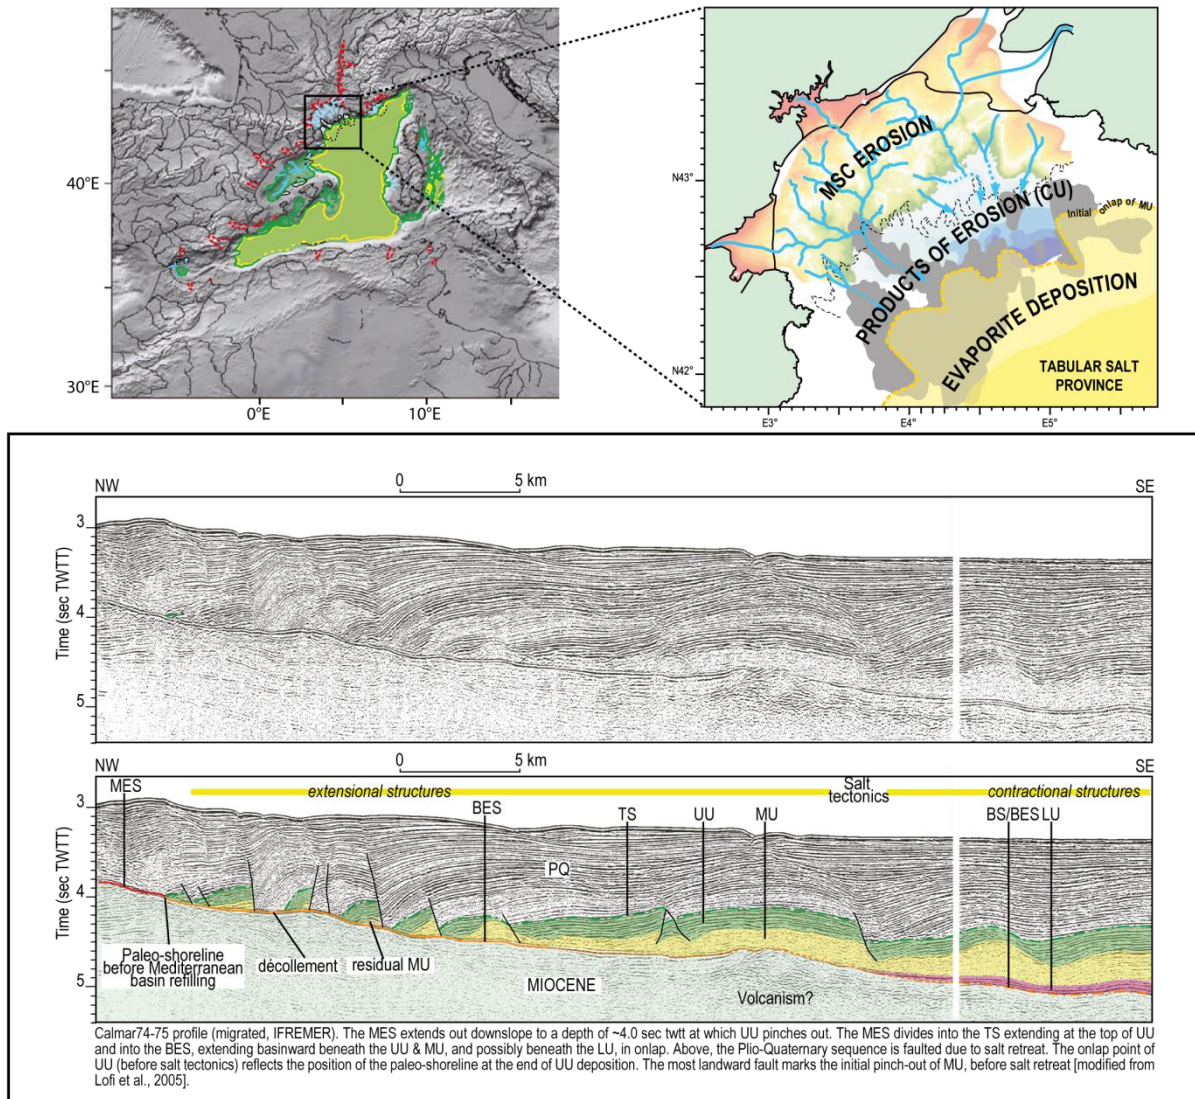 40°E
30°E
0°E
10°E
N43°
N42°
E3°
E4°
E5°
MSC EROSION
PRODUCTS OF EROSION (CU)
Initial onlap of MU
EVAPORITE DEPOSITION
TABULAR SALT
PROVINCE
NW
0
5 km
SE
Time (sec TWTT)
3
4
5
NW
0
5 km
SE
MES
extensional structures
Salt
tectonics
contractional structures
BES
TS
UU
MU
BS/BES
LU
Time (sec TWTT)
3
4
5
PQ
Paleo-shoreline
before Mediterranean
basin refilling
décollement
residual MU
MIOCENE
Volcanism?
Calmar74-75 profile (migrated, IFREMER). The MES extends out downslope to a depth of ~4.0 sec twtt at which UU pinches out. The MES divides into the TS extending at the top of UU
and into the BES, extending basinward beneath the UU & MU, and possibly beneath the LU, in onlap. Above, the Plio-Quaternary sequence is faulted due to salt retreat. The onlap point of
UU (before salt tectonics) reflects the position of the paleo-shoreline at the end of UU deposition. The most landward fault marks the initial pinch-out of MU, before salt retreat [modified from
Lofi et al., 2005].